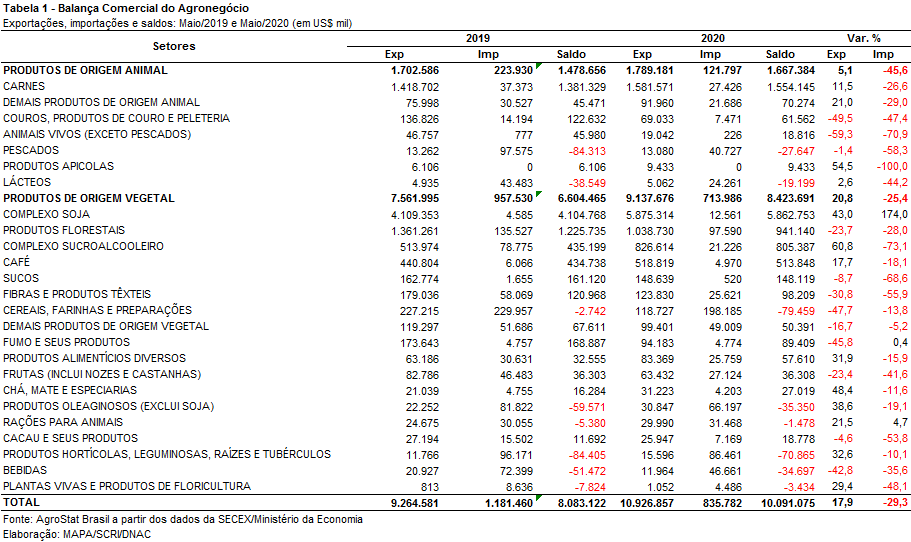 Tabela 1 - Balança Comercial do Agronegócio
Exportações, importações e saldos: Maio/2019 e Maio/2020 (em US$ mil)
Setores 2019 2020 Var. %
Exp Imp Saldo Exp Imp Saldo Exp Imp
PRODUTOS DE ORIGEM ANIMAL 1.702.586 223.930 1.478.656 1.789.181 121.797 1.667.384 5,1 -45,6
CARNES 1.418.702 37.373 1.381.329 1.581.571 27.426 1.554.145 11,5 -26,6
DEMAIS PRODUTOS DE ORIGEM ANIMAL 75.998 30.527 45.471 91.960 21.686 70.274 21,0 -29,0
COUROS, PRODUTOS DE COURO E PELETERIA 136.826 14.194 122.632 69.033 7.471 61.562 -49,5 -47,4
ANIMAIS VIVOS (EXCETO PESCADOS) 46.757 777 45.980 19.042 226 18.816 -59,3 -70,9
PESCADOS 13.262 97.575 -84.313 13.080 40.727 -27.647 -1,4 -58,3
PRODUTOS APICOLAS 6.106 0 6.106 9.433 0 9.433 54,5 -100,0
LÁCTEOS 4.935 43.483 -38.549 5.062 24.261 -19.199 2,6 -44,2
PRODUTOS DE ORIGEM VEGETAL 7.561.995 957.530 6.604.465 9.137.676 713.986 8.423.691 20,8 -25,4
COMPLEXO SOJA 4.109.353 4.585 4.104.768 5.875.314 12.561 5.862.753 43,0 174,0
PRODUTOS FLORESTAIS 1.361.261 135.527 1.225.735 1.038.730 97.590 941.140 -23,7 -28,0
COMPLEXO SUCROALCOOLEIRO 513.974 78.775 435.199 826.614 21.226 805.387 60,8 -73,1
CAFÉ 440.804 6.066 434.738 518.819 4.970 513.848 17,7 -18,1
SUCOS 162.774 1.655 161.120 148.639 520 148.119 -8,7 -68,6
FIBRAS E PRODUTOS TÊXTEIS 179.036 58.069 120.968 123.830 25.621 98.209 -30,8 -55,9
CEREAIS, FARINHAS E PREPARAÇÕES 227.215 229.957 -2.742 118.727 198.185 -79.459 -47,7 -13,8
DEMAIS PRODUTOS DE ORIGEM VEGETAL 119.297 51.686 67.611 99.401 49.009 50.391 -16,7 -5,2
FUMO E SEUS PRODUTOS 173.643 4.757 168.887 94.183 4.774 89.409 -45,8 0,4
PRODUTOS ALIMENTÍCIOS DIVERSOS 63.186 30.631 32.555 83.369 25.759 57.610 31,9 -15,9
FRUTAS (INCLUI NOZES E CASTANHAS) 82.786 46.483 36.303 63.432 27.124 36.308 -23,4 -41,6
CHÁ, MATE E ESPECIARIAS 21.039 4.755 16.284 31.223 4.203 27.019 48,4 -11,6
PRODUTOS OLEAGINOSOS (EXCLUI SOJA) 22.252 81.822 -59.571 30.847 66.197 -35.350 38,6 -19,1
RAÇÕES PARA ANIMAIS 24.675 30.055 -5.380 29.990 31.468 -1.478 21,5 4,7
CACAU E SEUS PRODUTOS 27.194 15.502 11.692 25.947 7.169 18.778 -4,6 -53,8
PRODUTOS HORTÍCOLAS, LEGUMINOSAS, RAÍZES E TUBÉRCULOS 11.766 96.171 -84.405 15.596 86.461 -70.865 32,6 -10,1
BEBIDAS 20.927 72.399 -51.472 11.964 46.661 -34.697 -42,8 -35,6
PLANTAS VIVAS E PRODUTOS DE FLORICULTURA 813 8.636 -7.824 1.052 4.486 -3.434 29,4 -48,1
TOTAL 9.264.581 1.181.460 8.083.122 10.926.857 835.782 10.091.075 17,9 -29,3
Fonte: AgroStat Brasil a partir dos dados da SECEX/Ministério da Economia
Elaboração: MAPA/SCRI/DNAC